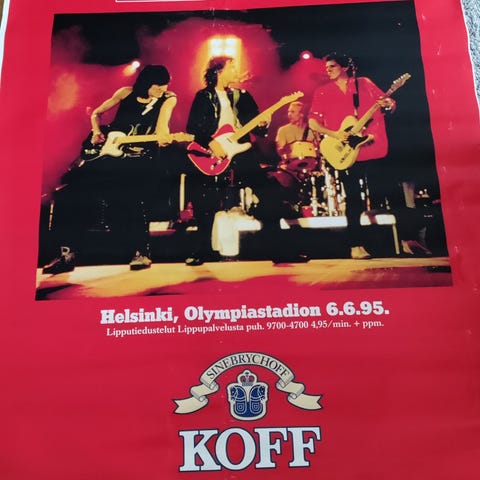 Helsinki, Olympiastadion 6.6.95.
Lipputiedustelut Lippupalvelusta puh. 9700-4700 4,95/min. + ppm.
SINEBRYCHOFF
KOFF